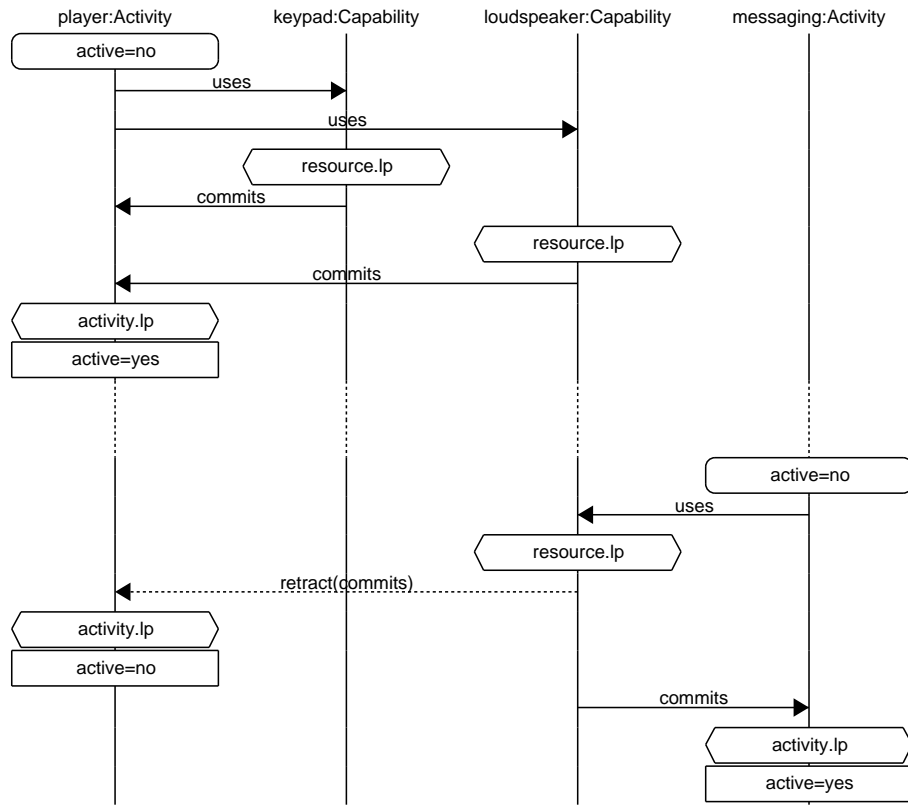 player:Activity keypad:Capability loudspeaker:Capability messaging:Activity
active=no
uses
uses
resource.lp
commits
resource.lp
commits
activity.lp
active=yes
active=no
uses
resource.lp
retract(commits)
activity.lp
active=no
commits
activity.lp
active=yes